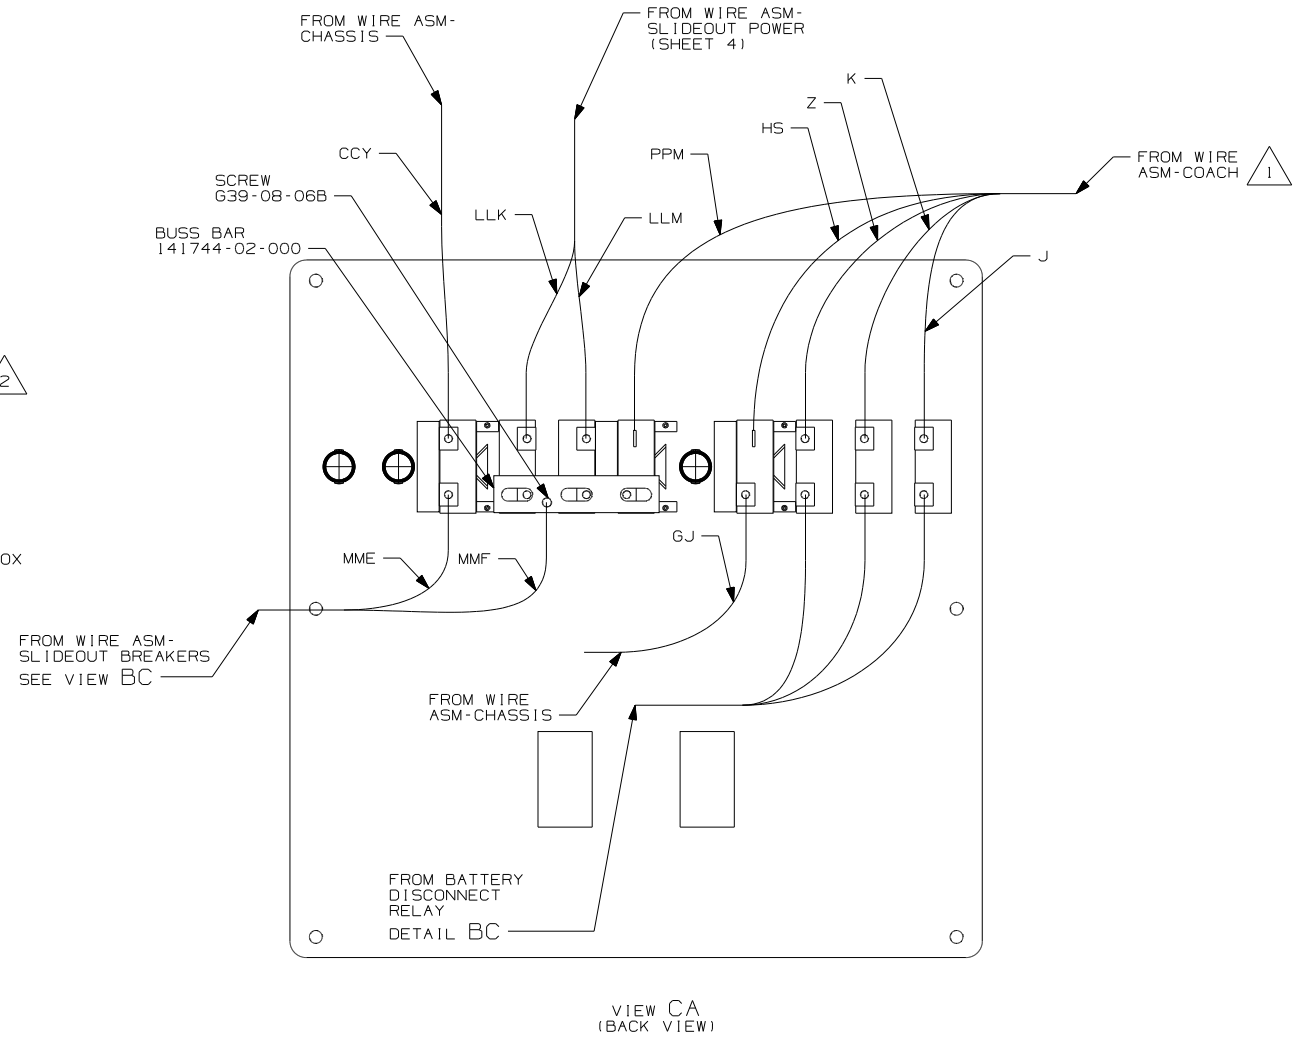 FROM WIRE ASM-
CHASSIS
FROM WIRE ASM-
SLIDEOUT POWER
(SHEET 4)
K
Z
HS
PPM
CCY
FROM WIRE
ASM-COACH
1
SCREW
G39-08-06B
LLK
LLM
BUSS BAR
141744-02-000
J
2
OX
MME
MMF
GJ
FROM WIRE ASM-
SLIDEOUT BREAKERS
SEE VIEW BC
FROM WIRE
ASM-CHASSIS
FROM BATTERY
DISCONNECT
RELAY
DETAIL BC
VIEW CA
(BACK VIEW)